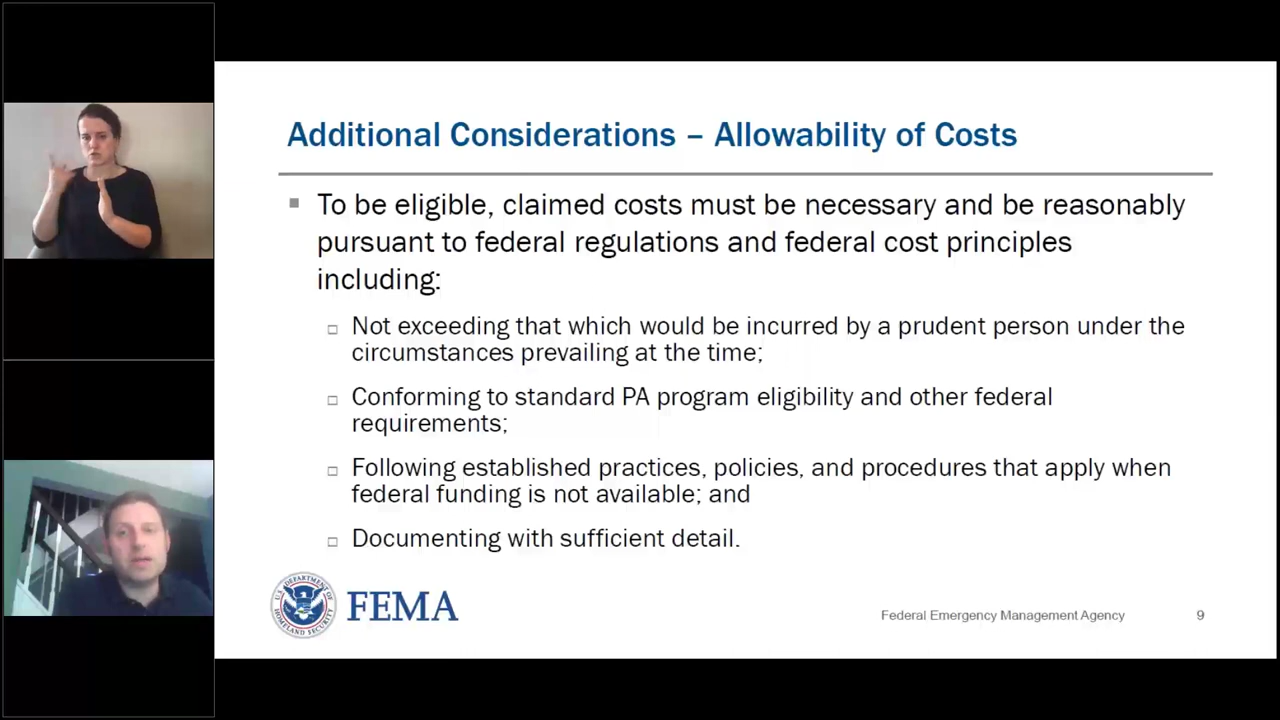 Additional Considerations – Allowability of Costs
To be eligible, claimed costs must be necessary and be reasonably
pursuant to federal regulations and federal cost principles
including:
Not exceeding that which would be incurred by a prudent person under the
circumstances prevailing at the time;
Conforming to standard PA program eligibility and other federal
requirements;
Following established practices, policies, and procedures that apply when
federal funding is not available; and
Documenting with sufficient detail.
U.S. DEPARTMENT OF
HOMELAND SECURITY
FEMA
Federal Emergency Management Agency
9